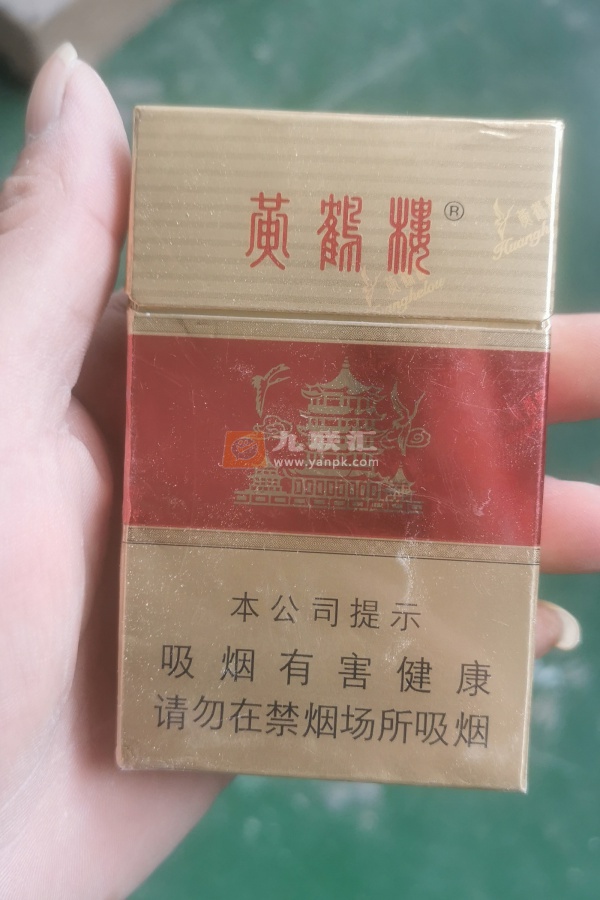 黄鹤楼®
Huanghelou
九联汇
www.yanpk.com
本公司提示
吸烟有害健康
请勿在禁烟场所吸烟